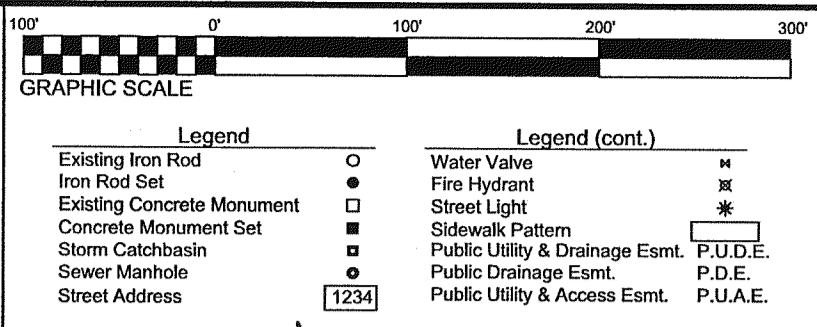 100' 0' 100' 200' 300'
GRAPHIC SCALE
Legend
Existing Iron Rod
Iron Rod Set
Existing Concrete Monument
Concrete Monument Set
Storm Catchbasin
Sewer Manhole
Street Address 1234
Legend (cont.)
Water Valve
Fire Hydrant
Street Light
Sidewalk Pattern
Public Utility & Drainage Esmt. P.U.D.E.
Public Drainage Esmt. P.D.E.
Public Utility & Access Esmt. P.U.A.E.